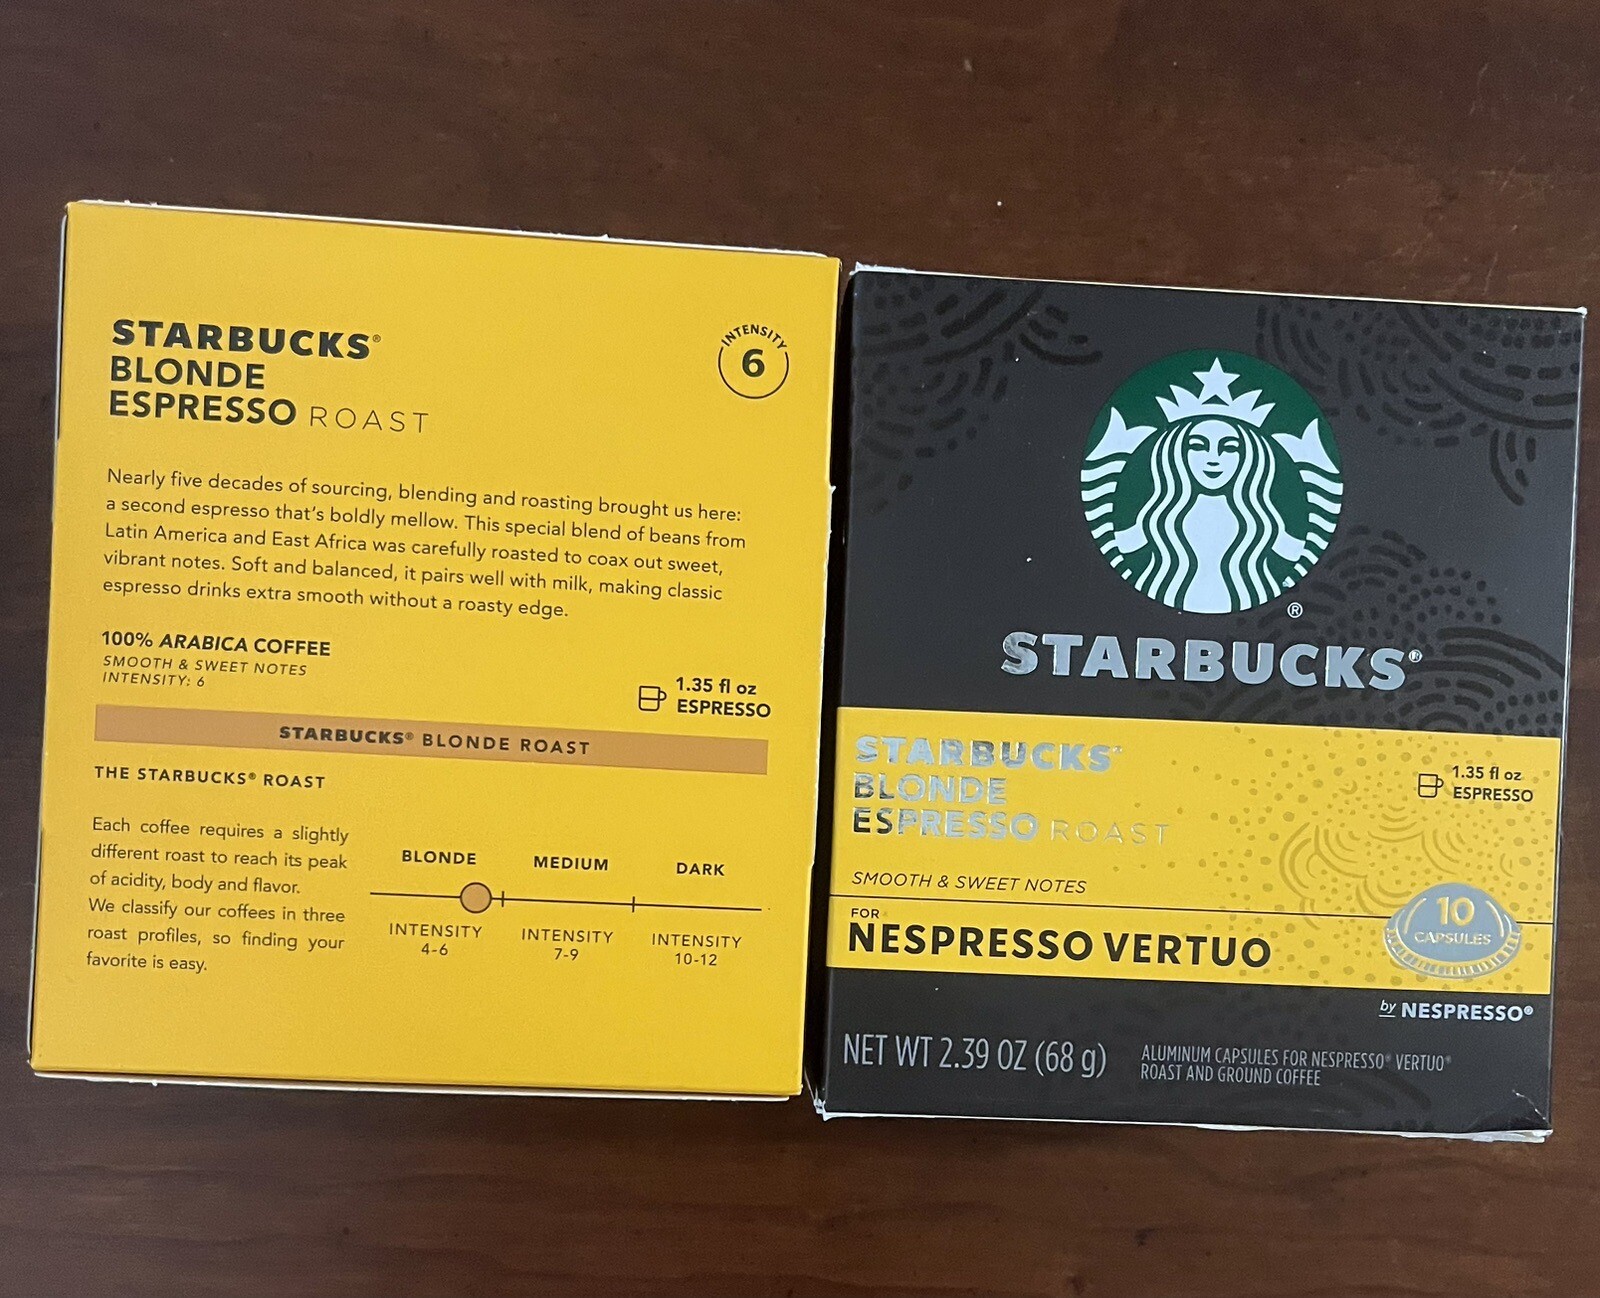 STARBUCKS®
BLONDE
ESPRESSO ROAST
INTENSITY
6
Nearly five decades of sourcing, blending and roasting brought us here:
a second espresso that's boldly mellow. This special blend of beans from
Latin America and East Africa was carefully roasted to coax out sweet,
vibrant notes. Soft and balanced, it pairs well with milk, making classic
espresso drinks extra smooth without a roasty edge.
100% ARABICA COFFEE
SMOOTH & SWEET NOTES
INTENSITY: 6
1.35 fl oz
ESPRESSO
STARBUCKS® BLONDE ROAST
THE STARBUCKS® ROAST
Each coffee requires a slightly
different roast to reach its peak
of acidity, body and flavor.
We classify our coffees in three
roast profiles, so finding your
favorite is easy.
BLONDE MEDIUM DARK
INTENSITY INTENSITY INTENSITY
4-6 7-9 10-12
®
STARBUCKS®
STARBUCKS®
BLONDE
ESPRESSO ROAST
1.35 fl oz
ESPRESSO
SMOOTH & SWEET NOTES
FOR
NESPRESSO VERTUO
10
CAPSULES
by NESPRESSO®
NET WT 2.39 OZ (68 g)
ALUMINUM CAPSULES FOR NESPRESSO® VERTUO®
ROAST AND GROUND COFFEE